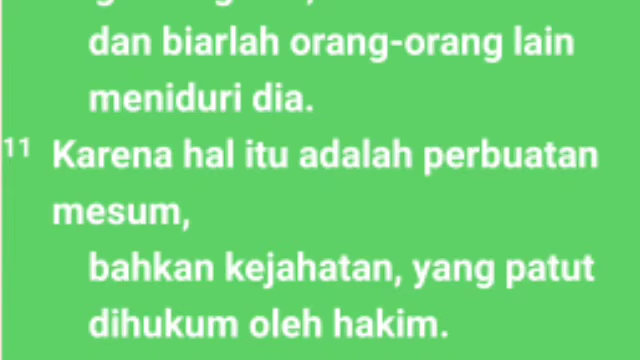 dan biarlah orang-orang lain
meniduri dia.
11 Karena hal itu adalah perbuatan
mesum,
bahkan kejahatan, yang patut
dihukum oleh hakim.